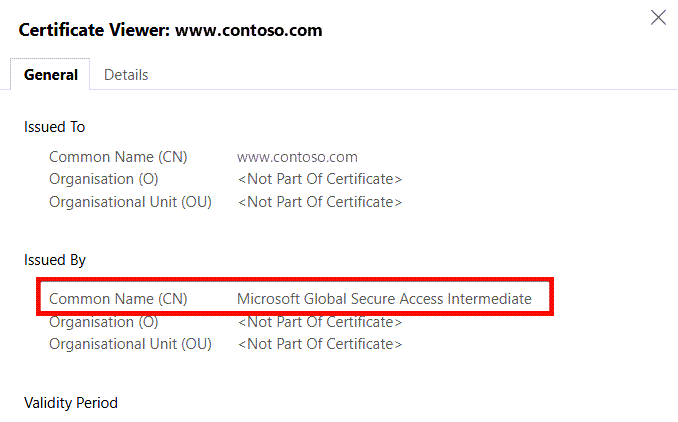 Certificate Viewer: www.contoso.com
General Details
Issued To
Common Name (CN) www.contoso.com
Organisation (O) <Not Part Of Certificate>
Organisational Unit (OU) <Not Part Of Certificate>
Issued By
Common Name (CN) Microsoft Global Secure Access Intermediate
Organisation (O) <Not Part Of Certificate>
Organisational Unit (OU) <Not Part Of Certificate>
Validity Period